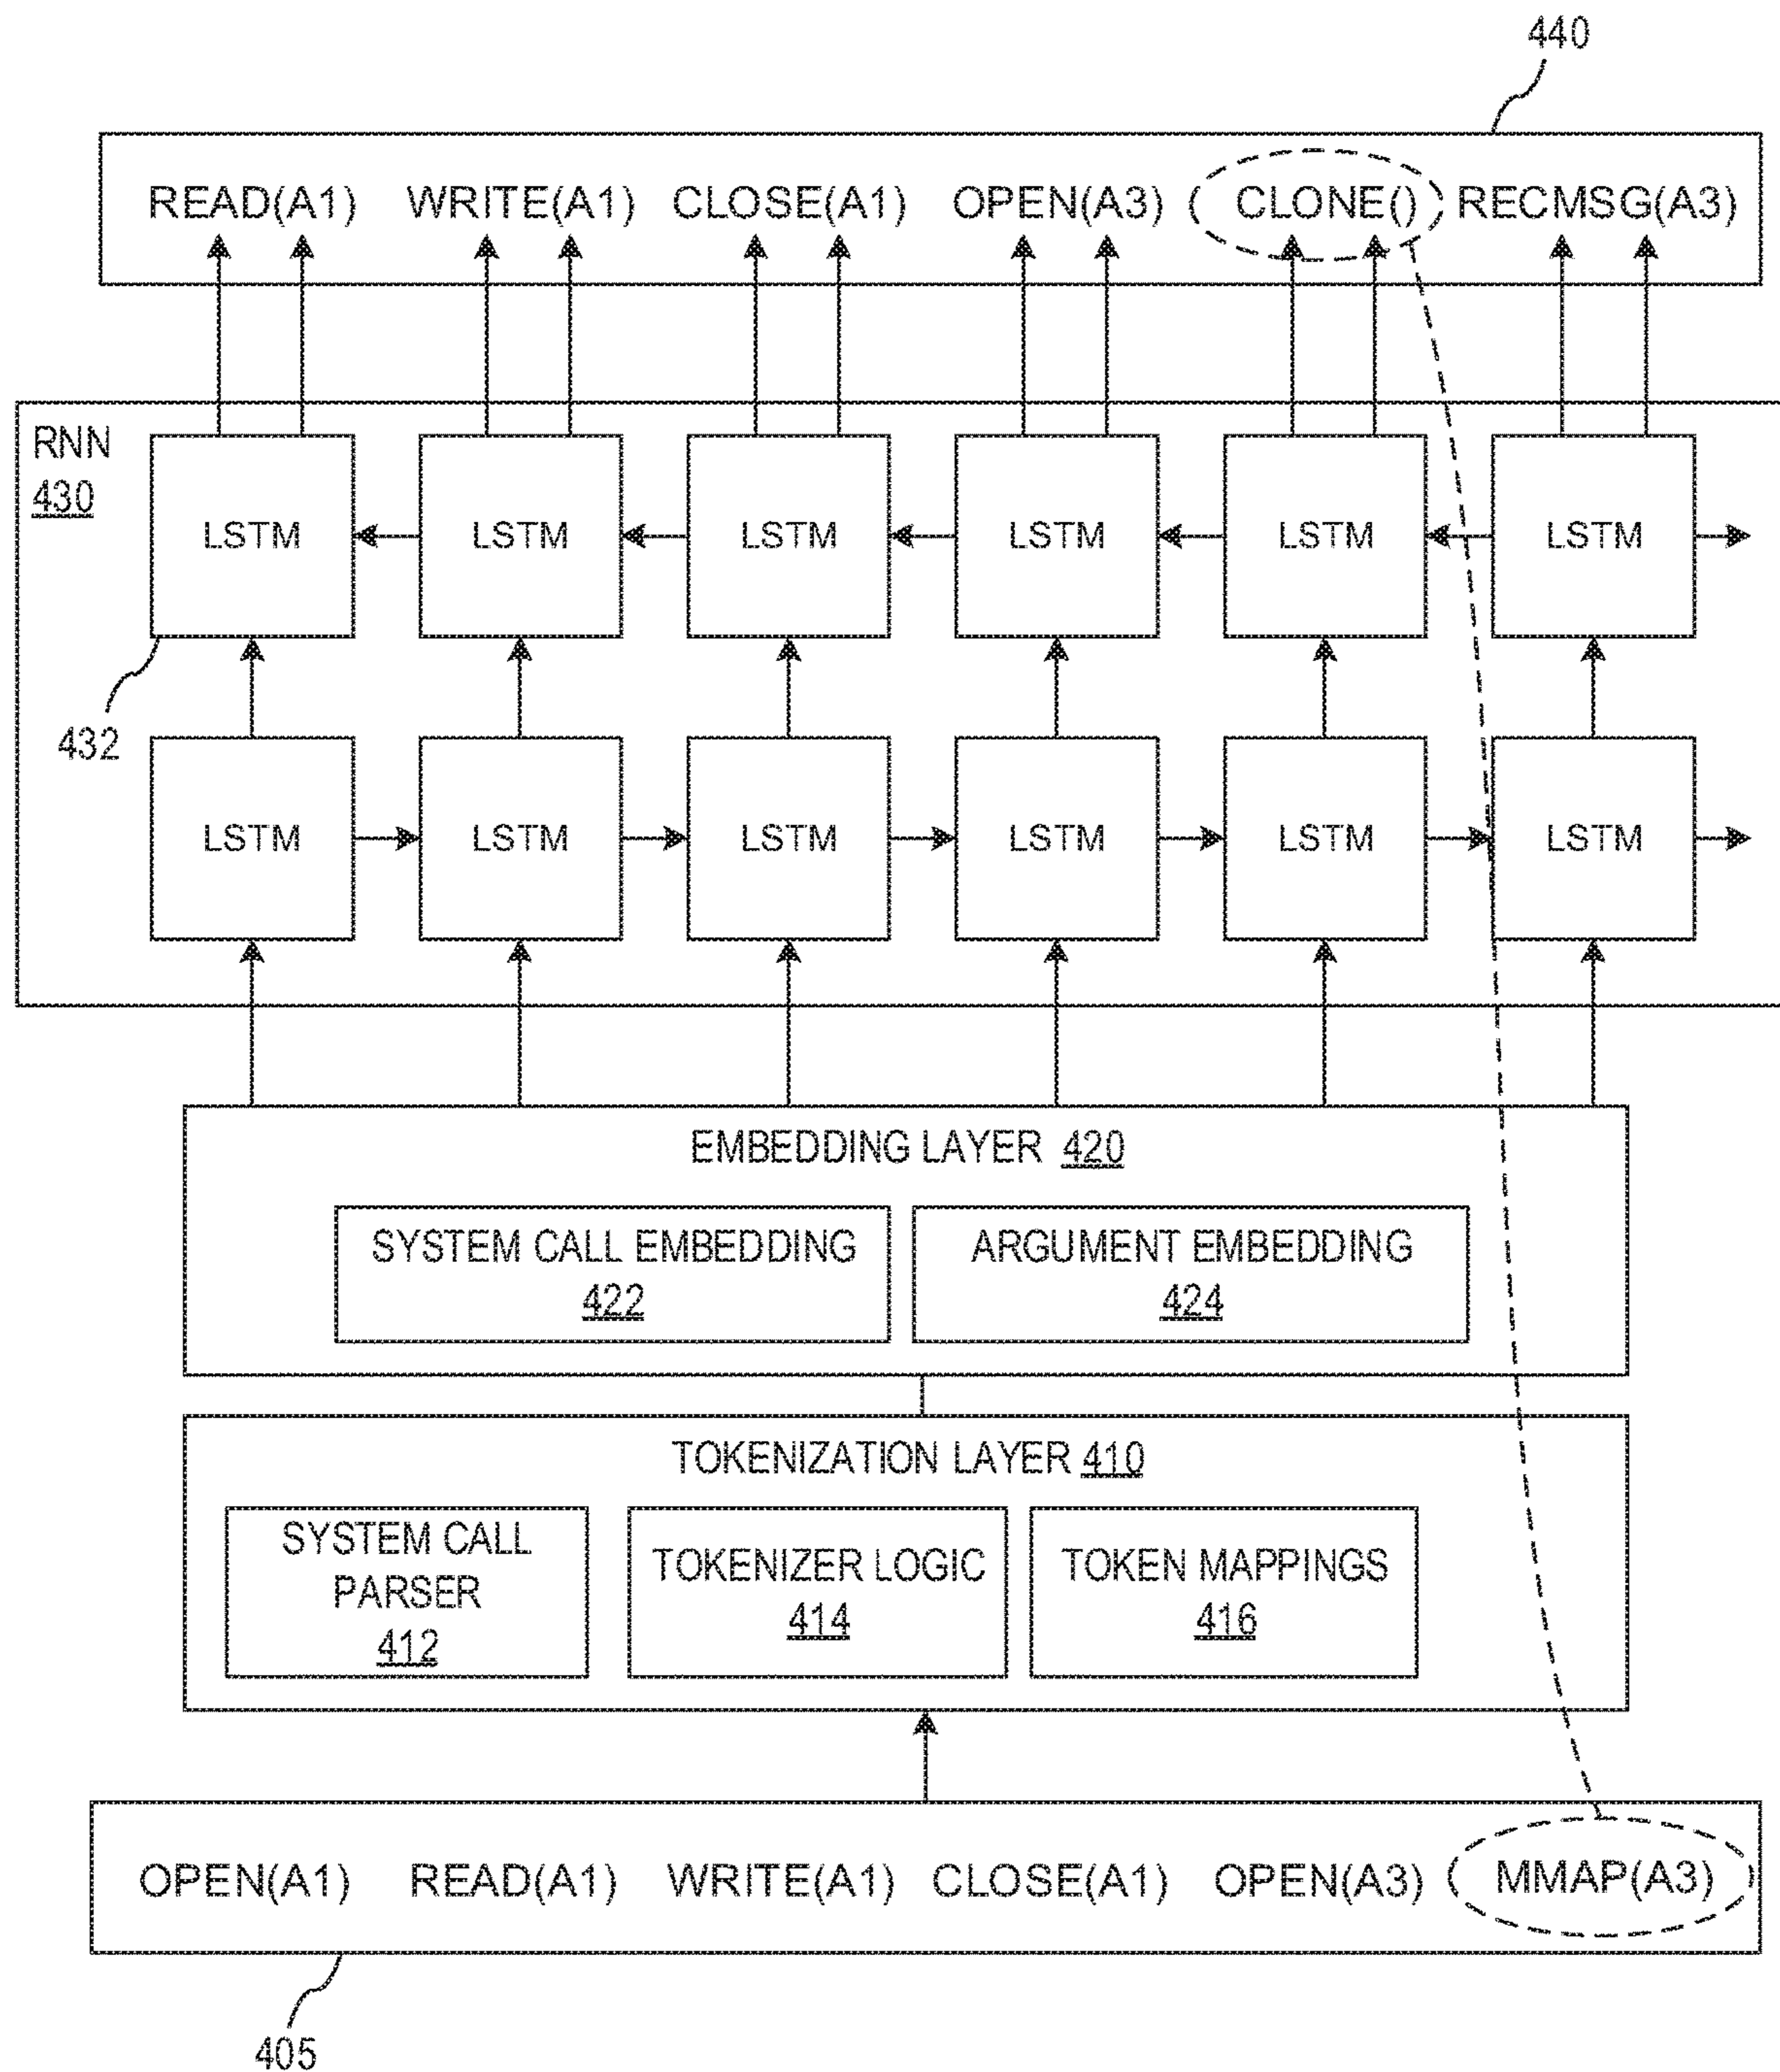 440
READ(A1) WRITE(A1) CLOSE(A1) OPEN(A3) CLONE() RECMSG(A3)
RNN
430
LSTM LSTM LSTM LSTM LSTM LSTM
432
LSTM LSTM LSTM LSTM LSTM LSTM
EMBEDDING LAYER 420
SYSTEM CALL EMBEDDING
422
ARGUMENT EMBEDDING
424
TOKENIZATION LAYER 410
SYSTEM CALL
PARSER
412
TOKENIZER LOGIC
414
TOKEN MAPPINGS
416
OPEN(A1) READ(A1) WRITE(A1) CLOSE(A1) OPEN(A3) MMAP(A3)
405